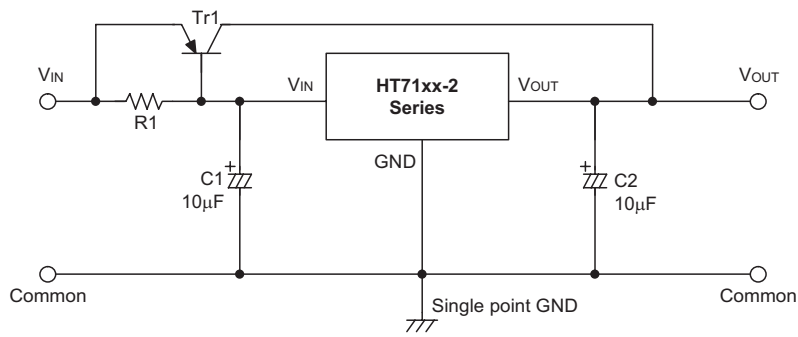 Tr1
VIN
R1
VIN
HT71xx-2
Series
VOUT
VOUT
GND
+
C1
10μF
+
C2
10μF
Common
Single point GND
Common